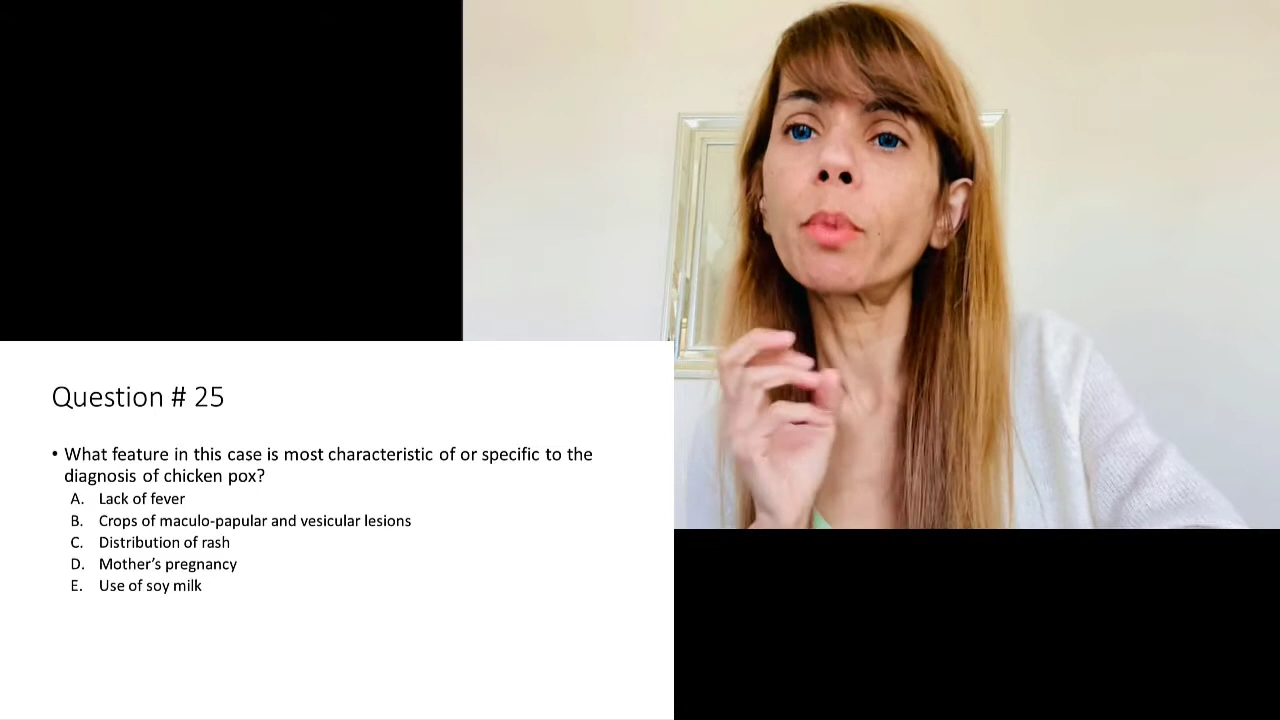 Question # 25
• What feature in this case is most characteristic of or specific to the
diagnosis of chicken pox?
A. Lack of fever
B. Crops of maculo-papular and vesicular lesions
C. Distribution of rash
D. Mother’s pregnancy
E. Use of soy milk